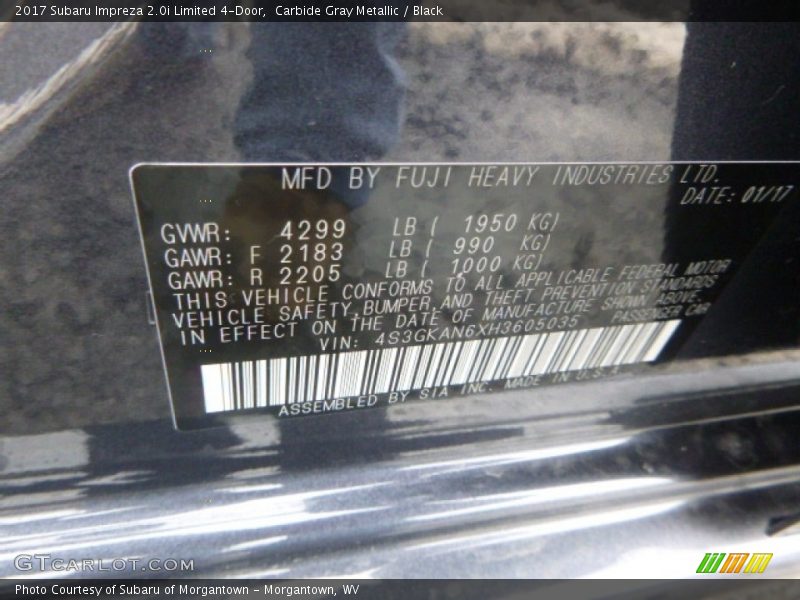 2017 Subaru Impreza 2.0i Limited 4-Door,  Carbide Gray Metallic / Black
MFD BY FUJI HEAVY INDUSTRIES LTD.
DATE: 01/17
GVWR: 4299 LB ( 1950 KG)
GAWR: F 2183 LB ( 990 KG)
GAWR: R 2205 LB ( 1000 KG)
THIS VEHICLE CONFORMS TO ALL APPLICABLE FEDERAL MOTOR
VEHICLE SAFETY,BUMPER,AND THEFT PREVENTION STANDARDS
IN EFFECT ON THE DATE OF MANUFACTURE SHOWN ABOVE.
VIN: 4S3GKAN6XH3605035 PASSENGER CAR
ASSEMBLED BY SIA INC. MADE IN U.S.A
GTCARLOT.COM
Photo Courtesy of Subaru of Morgantown - Morgantown, WV